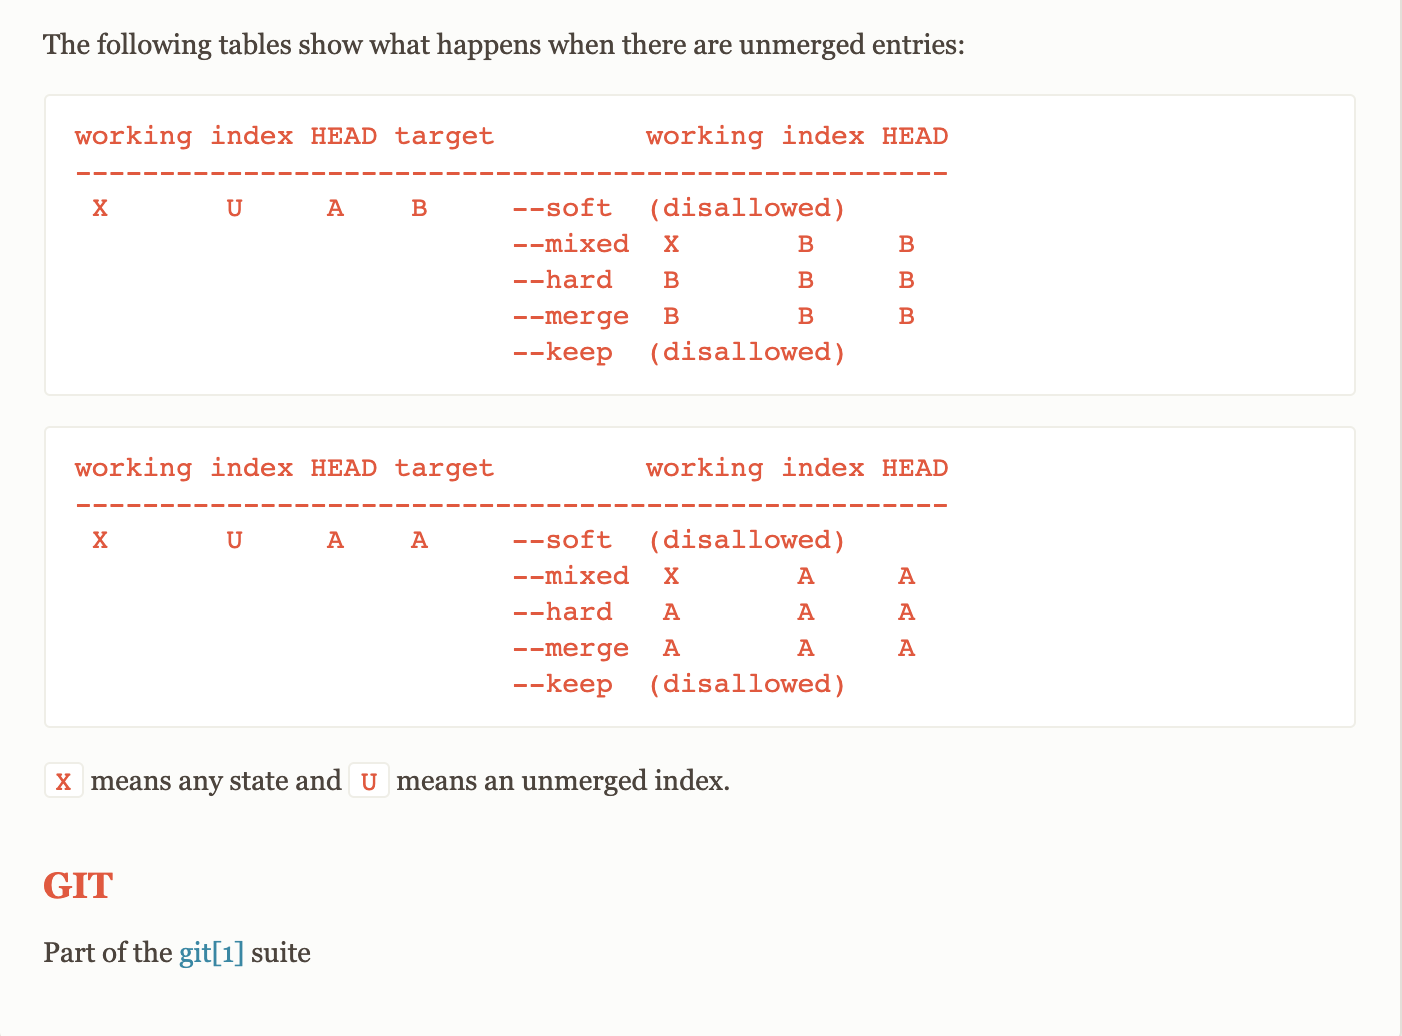 The following tables show what happens when there are unmerged entries:
working index HEAD target         working index HEAD
----------------------------------------------------
 X       U     A    B     --soft  (disallowed)
                          --mixed  X       B     B
                          --hard   B       B     B
                          --merge  B       B     B
                          --keep  (disallowed)
working index HEAD target         working index HEAD
----------------------------------------------------
 X       U     A    A     --soft  (disallowed)
                          --mixed  X       A     A
                          --hard   A       A     A
                          --merge  A       A     A
                          --keep  (disallowed)
X means any state and U means an unmerged index.
GIT
Part of the git[1] suite